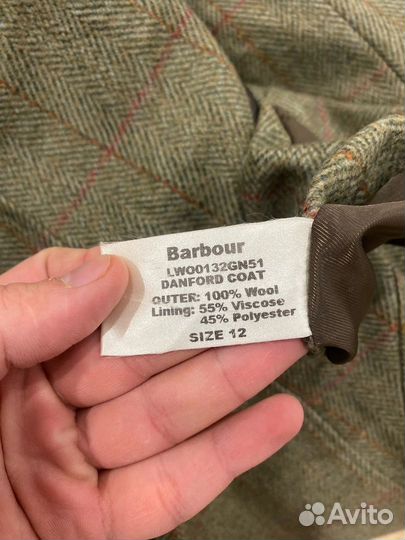 Barbour
LWO0132GN51
DANFORD COAT
OUTER: 100% Wool
Lining: 55% Viscose
45% Polyester
SIZE 12
Avito